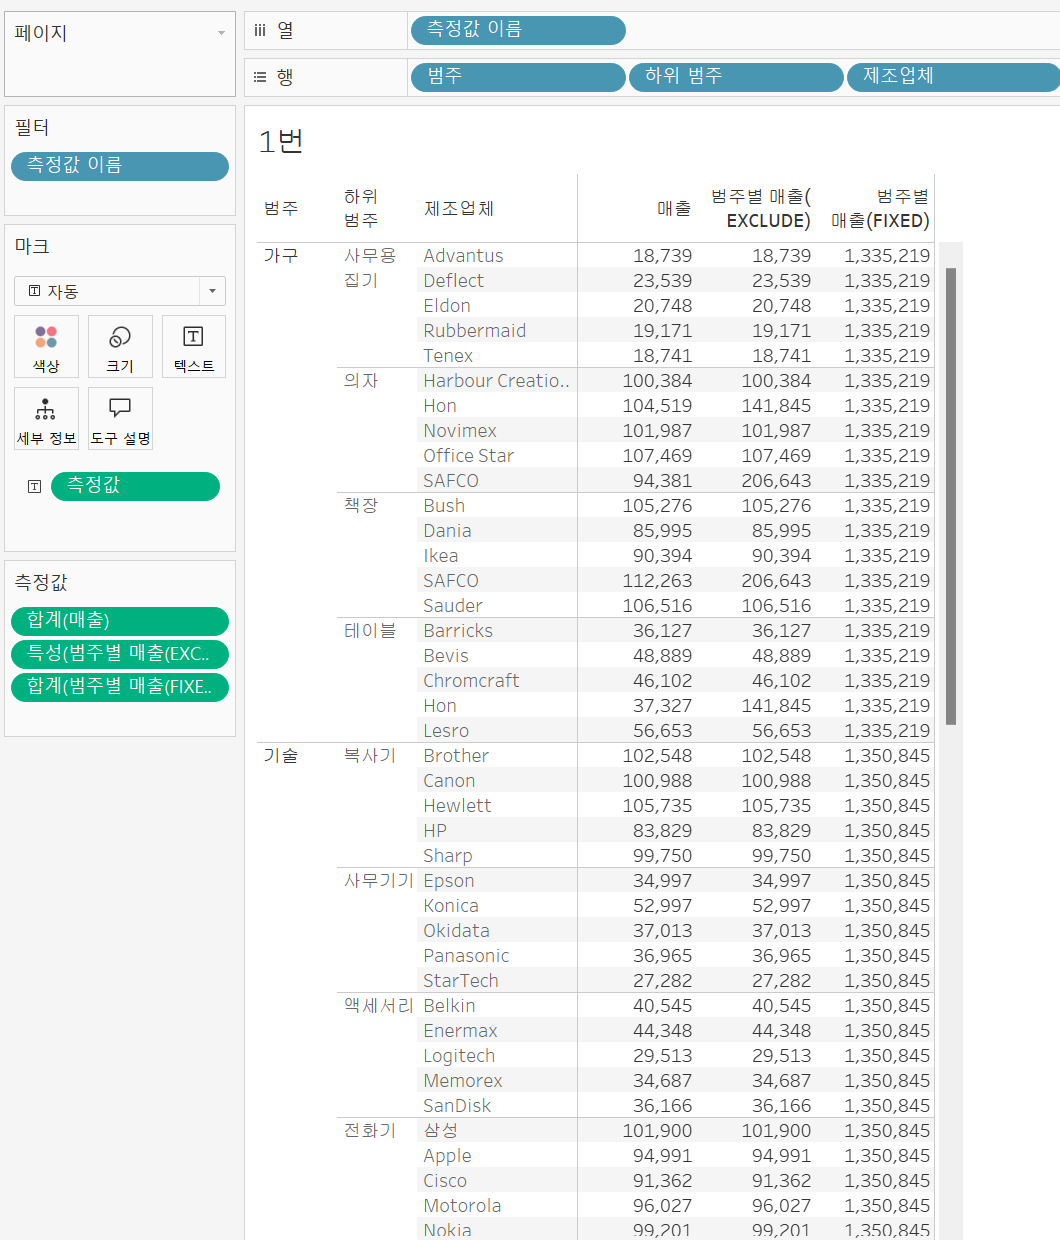 페이지
열
측정값 이름
행
범주
하위 범주
제조업체
필터
측정값 이름
마크
자동
색상
크기
텍스트
세부 정보
도구 설명
측정값
측정값
합계(매출)
특성(범주별 매출(EXC..
합계(범주별 매출(FIXE..
1번
범주
하위
범주
제조업체
매출
범주별 매출(
EXCLUDE)
범주별
매출(FIXED)
가구 사무용 Advantus 18,739 18,739 1,335,219
집기 Deflect 23,539 23,539 1,335,219
Eldon 20,748 20,748 1,335,219
Rubbermaid 19,171 19,171 1,335,219
Tenex 18,741 18,741 1,335,219
의자 Harbour Creatio.. 100,384 100,384 1,335,219
Hon 104,519 141,845 1,335,219
Novimex 101,987 101,987 1,335,219
Office Star 107,469 107,469 1,335,219
SAFCO 94,381 206,643 1,335,219
책장 Bush 105,276 105,276 1,335,219
Dania 85,995 85,995 1,335,219
Ikea 90,394 90,394 1,335,219
SAFCO 112,263 206,643 1,335,219
Sauder 106,516 106,516 1,335,219
테이블 Barricks 36,127 36,127 1,335,219
Bevis 48,889 48,889 1,335,219
Chromcraft 46,102 46,102 1,335,219
Hon 37,327 141,845 1,335,219
Lesro 56,653 56,653 1,335,219
기술 복사기 Brother 102,548 102,548 1,350,845
Canon 100,988 100,988 1,350,845
Hewlett 105,735 105,735 1,350,845
HP 83,829 83,829 1,350,845
Sharp 99,750 99,750 1,350,845
사무기기 Epson 34,997 34,997 1,350,845
Konica 52,997 52,997 1,350,845
Okidata 37,013 37,013 1,350,845
Panasonic 36,965 36,965 1,350,845
StarTech 27,282 27,282 1,350,845
액세서리 Belkin 40,545 40,545 1,350,845
Enermax 44,348 44,348 1,350,845
Logitech 29,513 29,513 1,350,845
Memorex 34,687 34,687 1,350,845
SanDisk 36,166 36,166 1,350,845
전화기 삼성 101,900 101,900 1,350,845
Apple 94,991 94,991 1,350,845
Cisco 91,362 91,362 1,350,845
Motorola 96,027 96,027 1,350,845
Nokia 99,201 99,201 1,350,845